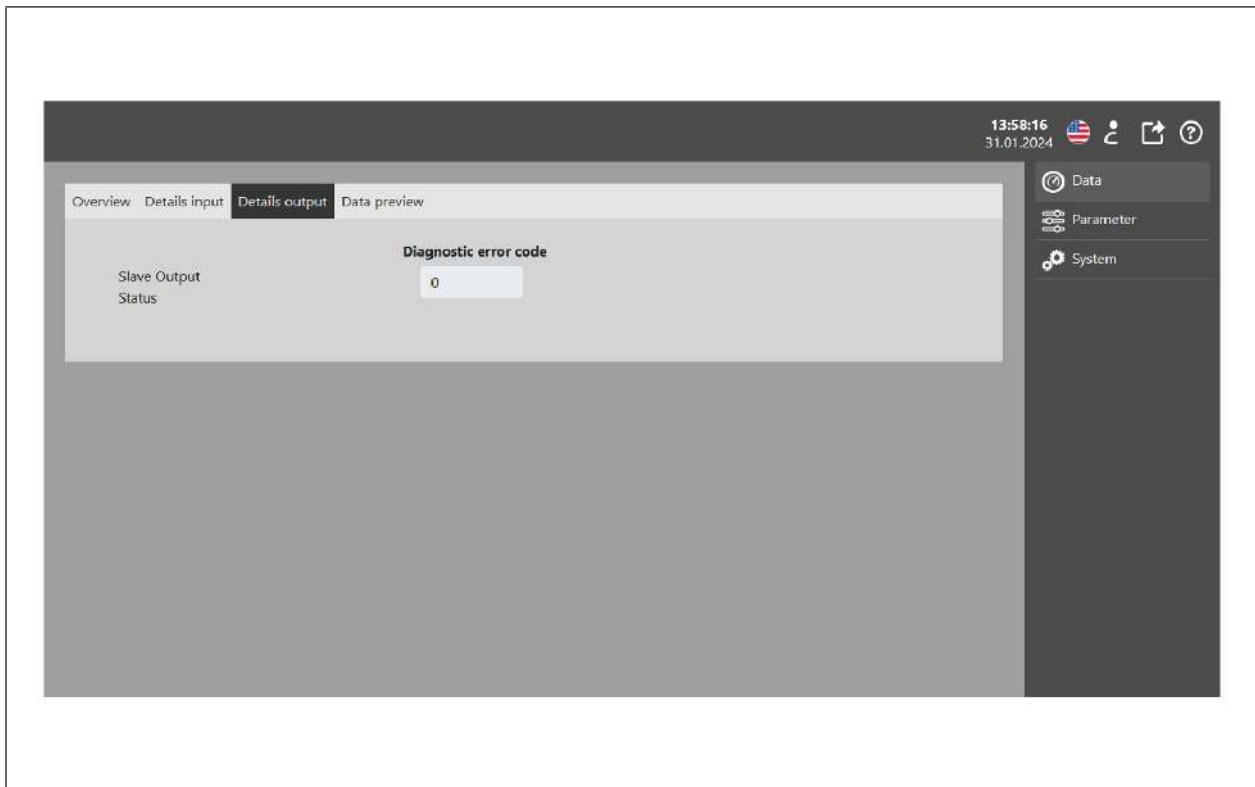 13:58:16
31.01.2024
Data
Parameter
System
Overview Details input Details output Data preview
Diagnostic error code
Slave Output
Status
0